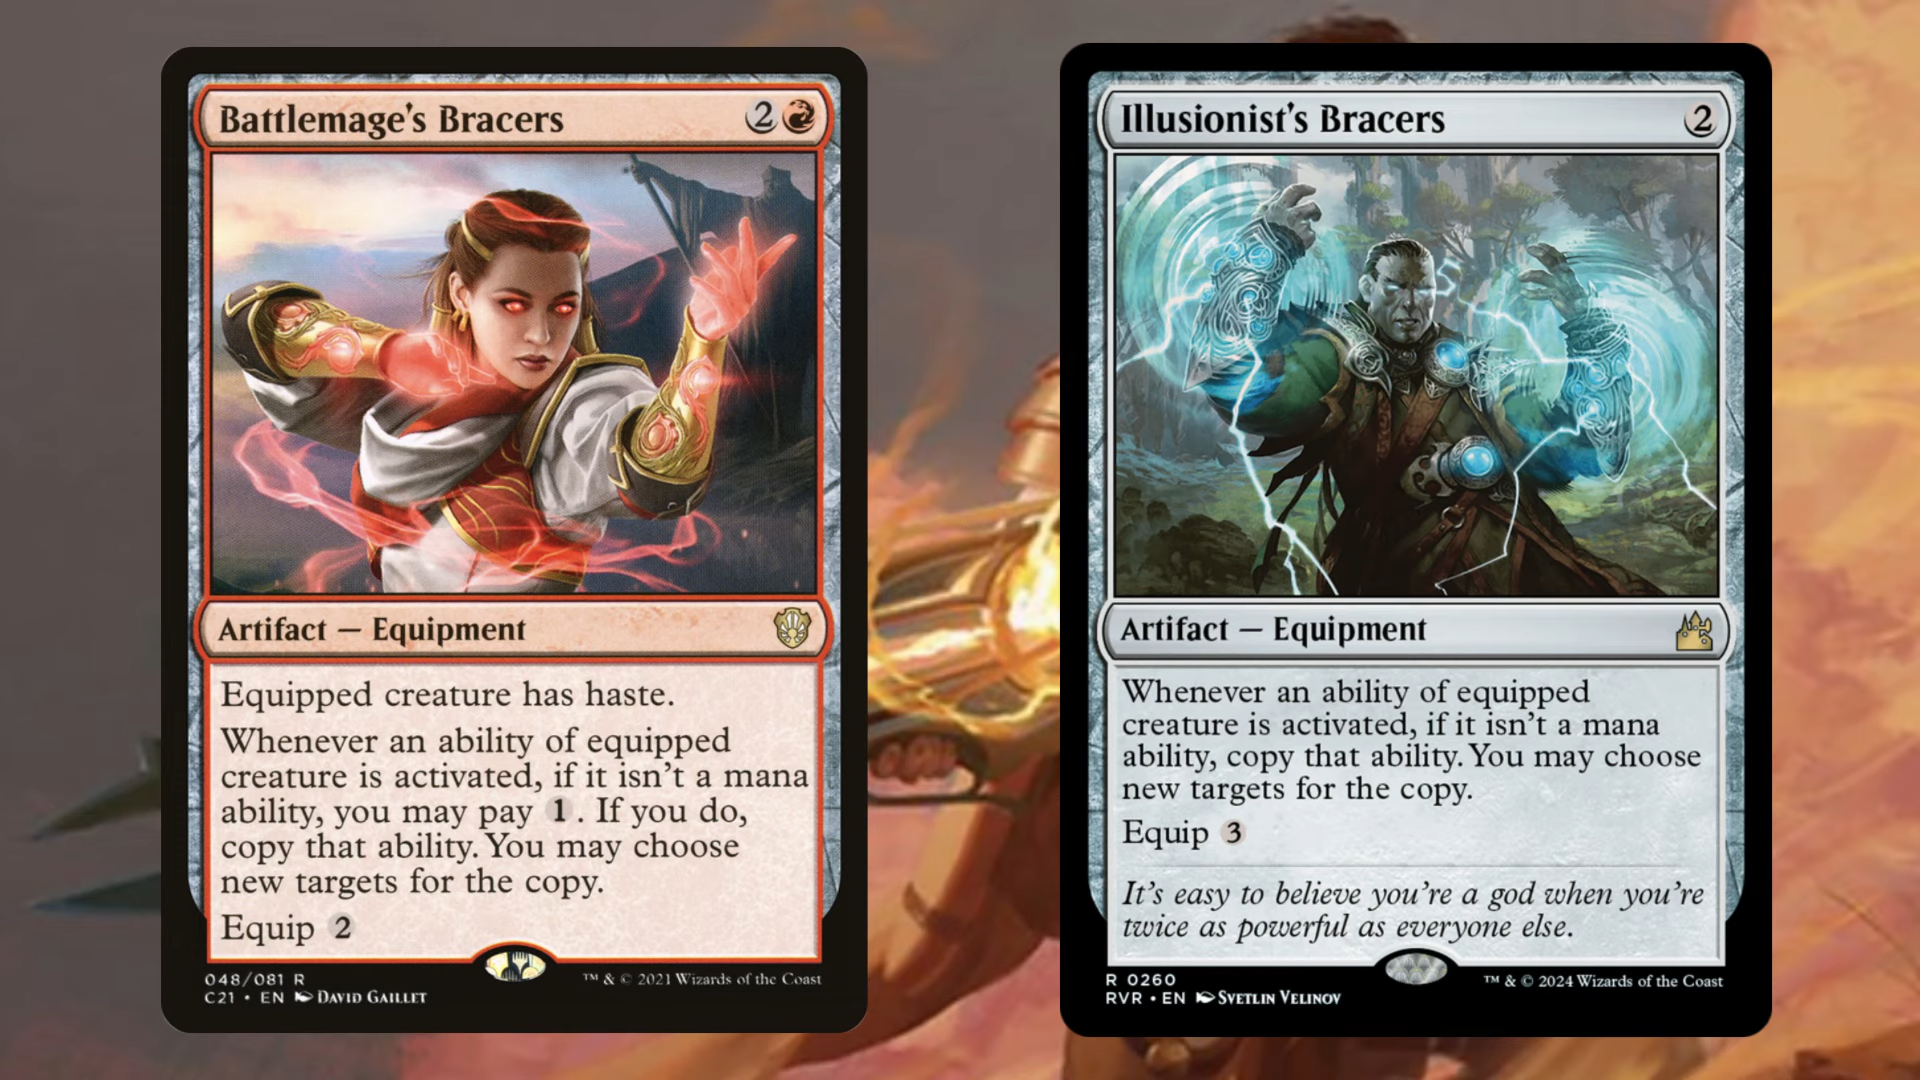 Battlemage's Bracers 2
Artifact — Equipment
Equipped creature has haste.
Whenever an ability of equipped
creature is activated, if it isn't a mana
ability, you may pay 1. If you do,
copy that ability. You may choose
new targets for the copy.
Equip 2
048/081 R
C21 • EN DAVID GAILLET
™ & © 2021 Wizards of the Coast
Illusionist's Bracers 2
Artifact — Equipment
Whenever an ability of equipped
creature is activated, if it isn't a mana
ability, copy that ability. You may choose
new targets for the copy.
Equip 3
It's easy to believe you're a god when you're
twice as powerful as everyone else.
R 0260
RVR • EN SVETLIN VELINOV
™ & © 2024 Wizards of the Coast